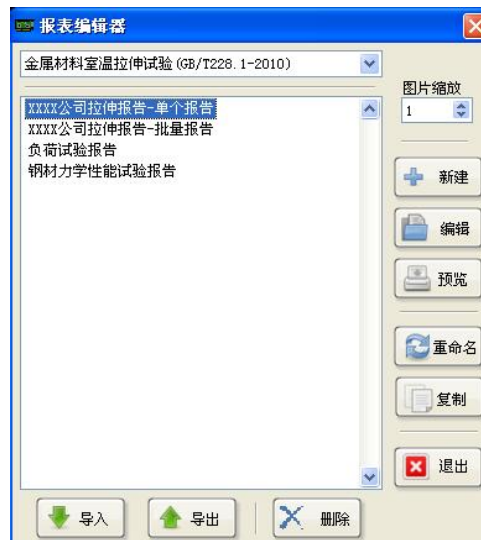 报表编辑器
金属材料室温拉伸试验(GB/T228.1-2010)
图片缩放
1
XXXX公司拉伸报告-单个报告
XXXX公司拉伸报告-批量报告
负荷试验报告
钢材力学性能试验报告
新建
编辑
预览
重命名
复制
退出
导入
导出
删除